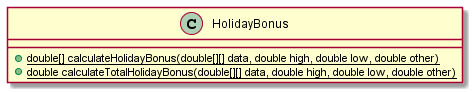 C HolidayBonus
double[] calculateHolidayBonus(double[][] data, double high, double low, double other)
double calculateTotalHolidayBonus(double[][] data, double high, double low, double other)